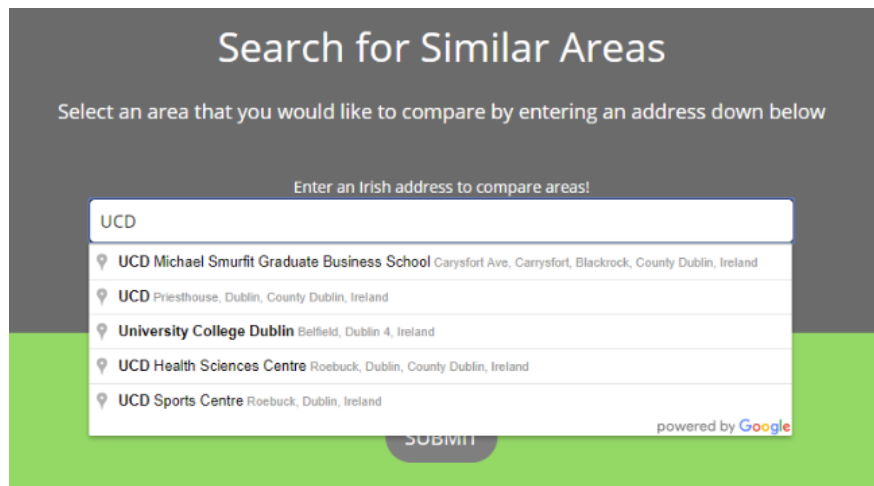 Search for Similar Areas
Select an area that you would like to compare by entering an address down below
Enter an Irish address to compare areas!
UCD
UCD Michael Smurfit Graduate Business School Carysfort Ave, Carrysfort, Blackrock, County Dublin, Ireland
UCD Priesthouse, Dublin, County Dublin, Ireland
University College Dublin Belfield, Dublin 4, Ireland
UCD Health Sciences Centre Roebuck, Dublin, County Dublin, Ireland
UCD Sports Centre Roebuck, Dublin, Ireland
powered by Google
SUBMIT